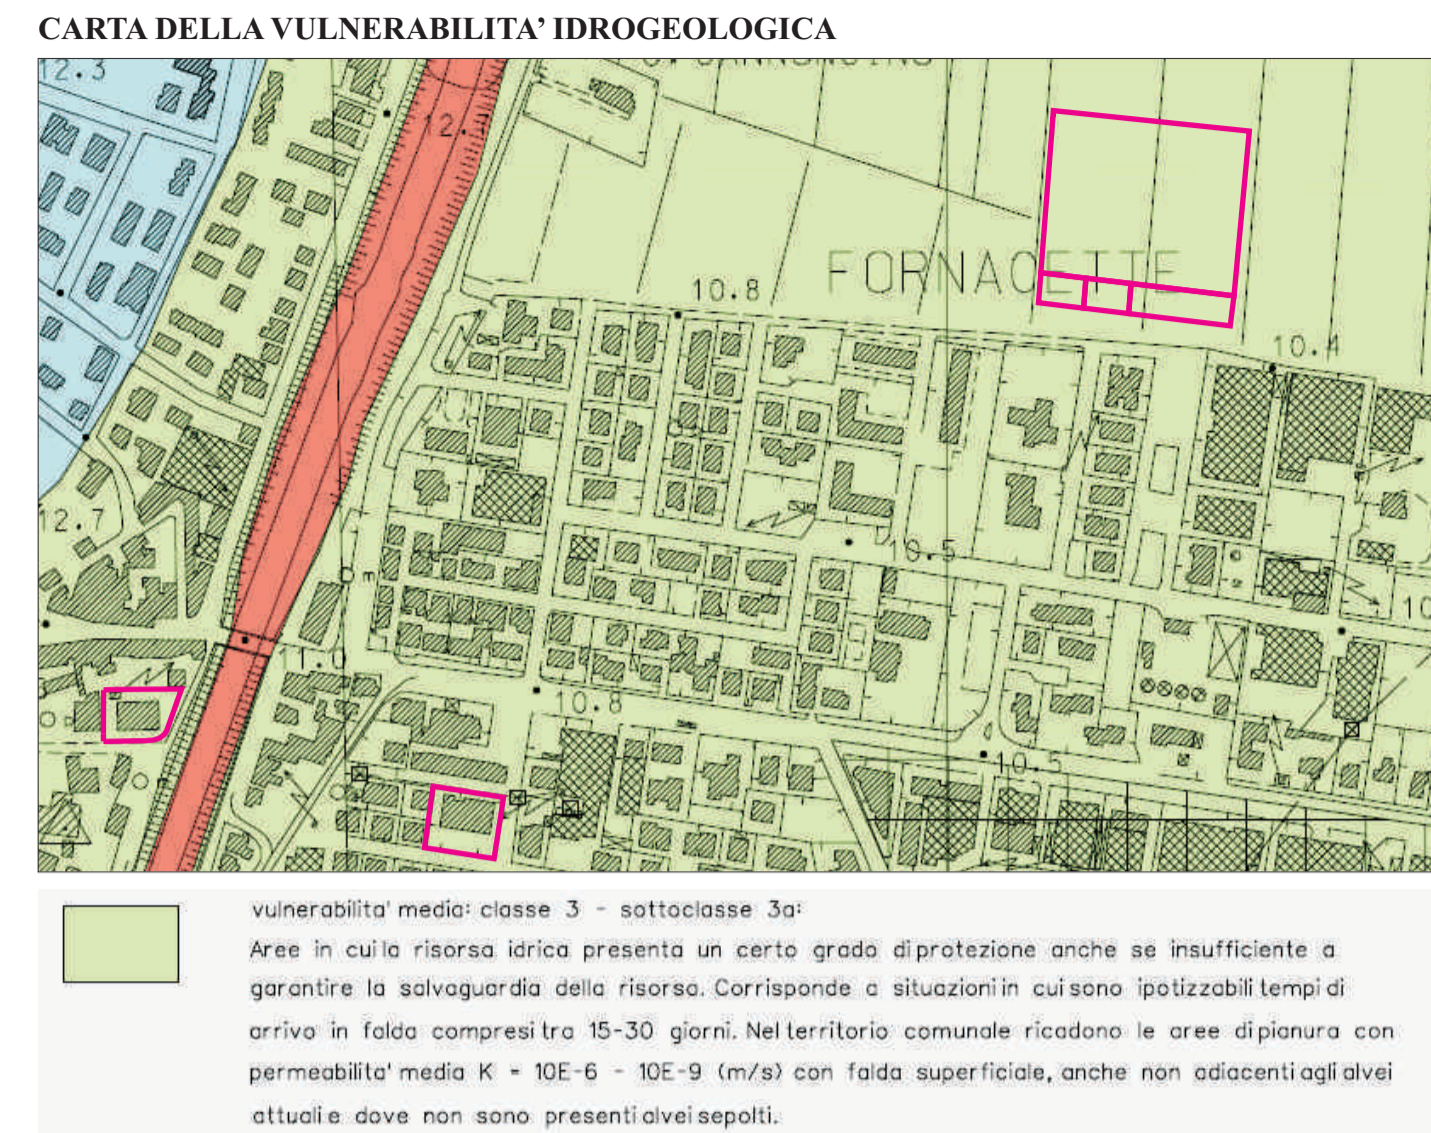 CARTA DELLA VULNERABILITA’ IDROGEOLOGICA
12.3
12.1
FORNACETTE
10.8
10.4
12.7
10.5
10
11.0
10.8
10.5
vulnerabilita' media: classe 3 - sottoclasse 3a:
Aree in cui la risorsa idrica presenta un certo grado di protezione anche se insufficiente a
garantire la salvaguardia della risorsa. Corrisponde a situazioni in cui sono ipotizzabili tempi di
arrivo in falda compresi tra 15-30 giorni. Nel territorio comunale ricadono le aree di pianura con
permeabilita' media K = 10E-6 - 10E-9 (m/s) con falda superficiale, anche non adiacenti agli alvei
attuali e dove non sono presenti alvei sepolti.